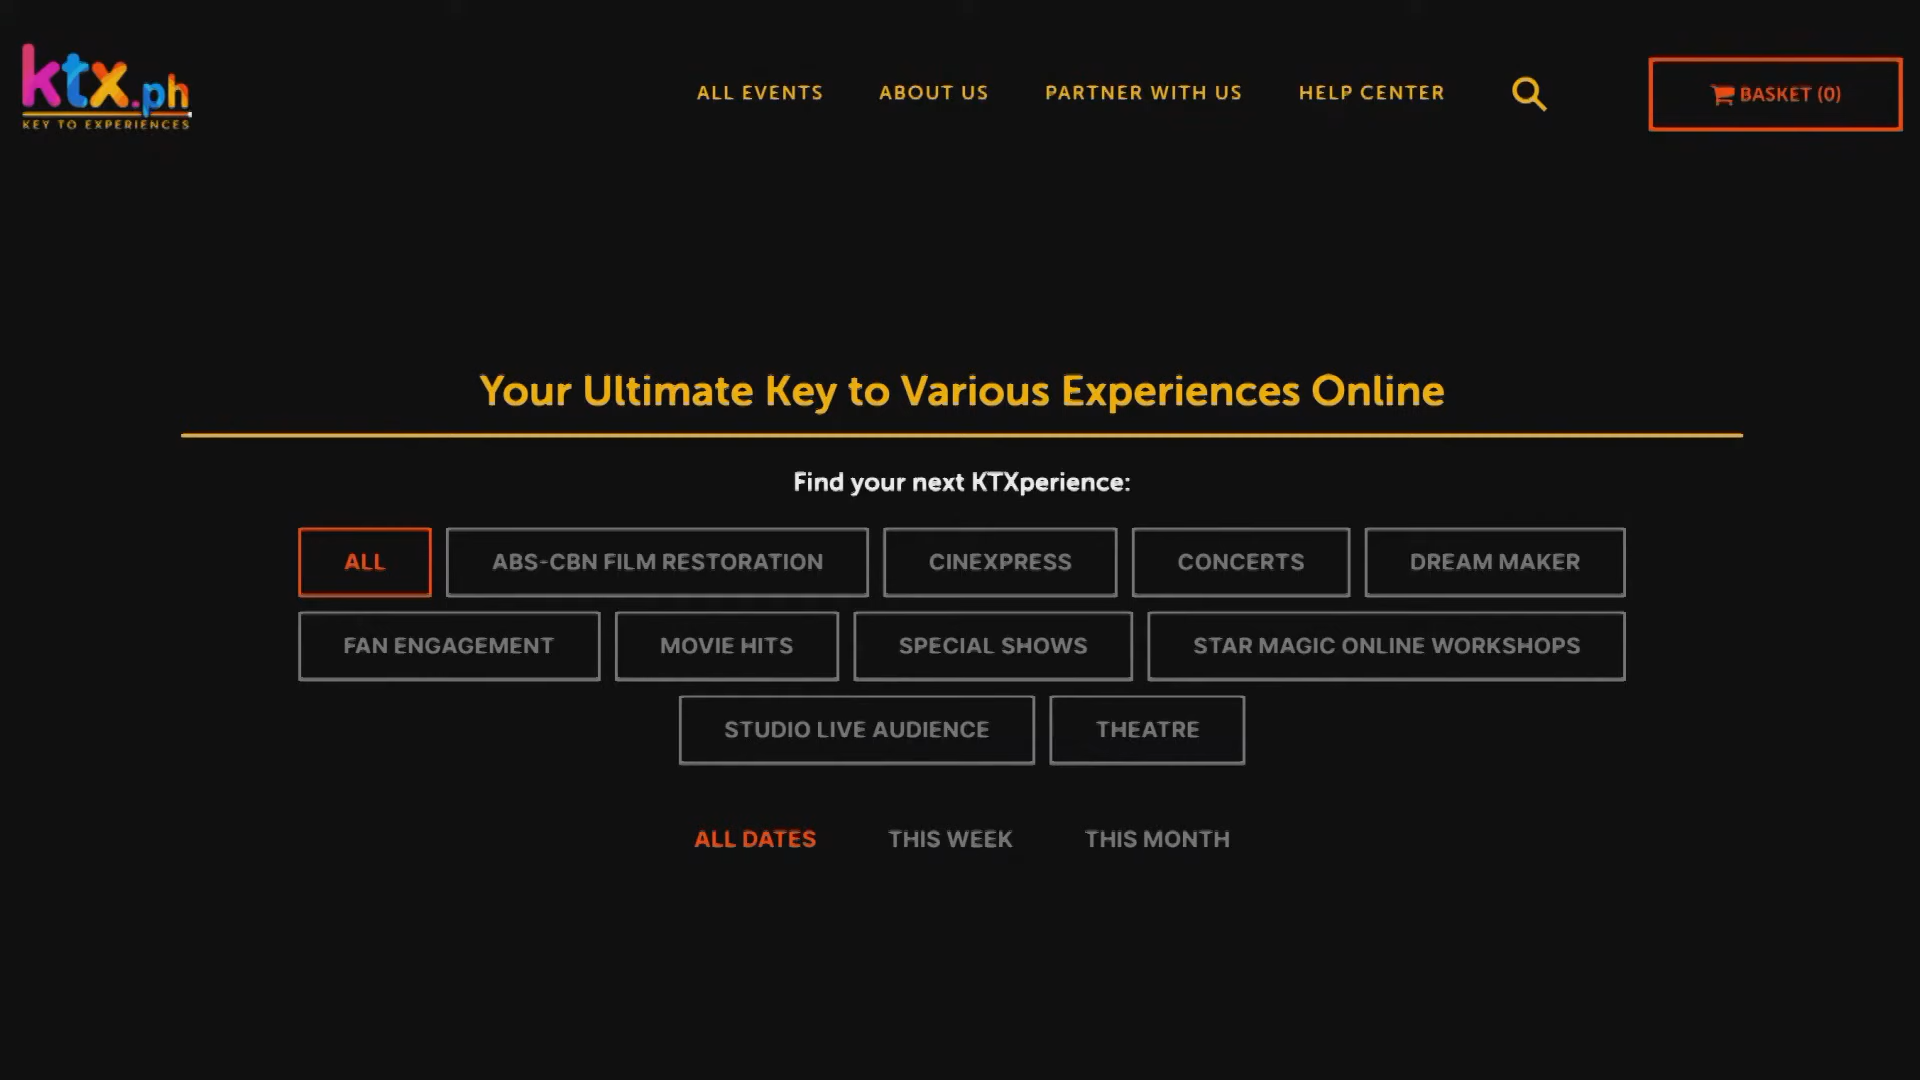 ktx.ph
KEY TO EXPERIENCES
ALL EVENTS ABOUT US PARTNER WITH US HELP CENTER BASKET (0)
Your Ultimate Key to Various Experiences Online
Find your next KTXperience:
ALL ABS-CBN FILM RESTORATION CINEXPRESS CONCERTS DREAM MAKER
FAN ENGAGEMENT MOVIE HITS SPECIAL SHOWS STAR MAGIC ONLINE WORKSHOPS
STUDIO LIVE AUDIENCE THEATRE
ALL DATES THIS WEEK THIS MONTH